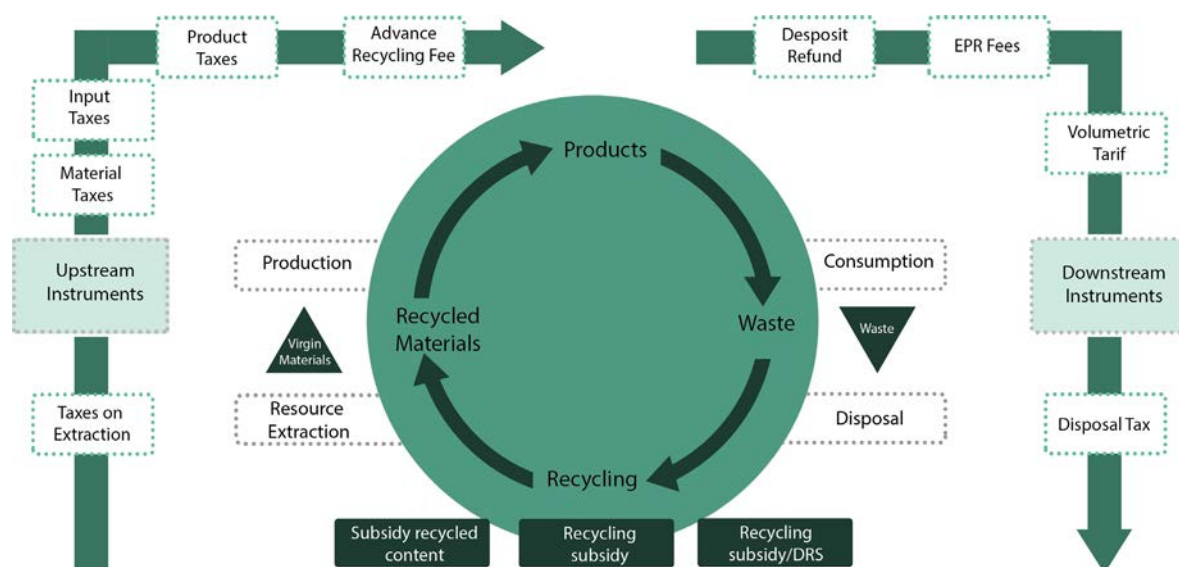 Product
Taxes
Advance
Recycling Fee
Desposit
Refund
EPR Fees
Input
Taxes
Material
Taxes
Volumetric
Tarif
Upstream
Instruments
Downstream
Instruments
Taxes on
Extraction
Disposal Tax
Production
Virgin
Materials
Resource
Extraction
Products
Recycled
Materials
Waste
Recycling
Consumption
Waste
Disposal
Subsidy recycled
content
Recycling
subsidy
Recycling
subsidy/DRS